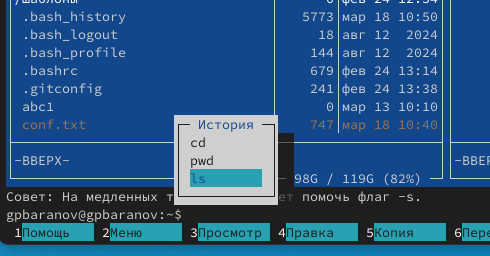 /шаблоны 0 фев 24 12:34
.bash_history 5773 мар 18 10:50
.bash_logout 18 авг 12 2024
.bash_profile 144 авг 12 2024
.bashrc 679 фев 24 13:14
.gitconfig 241 фев 24 13:38
abc1 0 мар 13 10:10
conf.txt 747 мар 18 10:40
История
cd
-ВВЕРХ- pwd -ВВЕРХ
ls 98G / 119G (82%)
Совет: На медленных т ет помочь флаг -s.
gpbaranov@gpbaranov:~$
1Помощь 2Меню 3Просмотр 4Правка 5Копия 6Пере